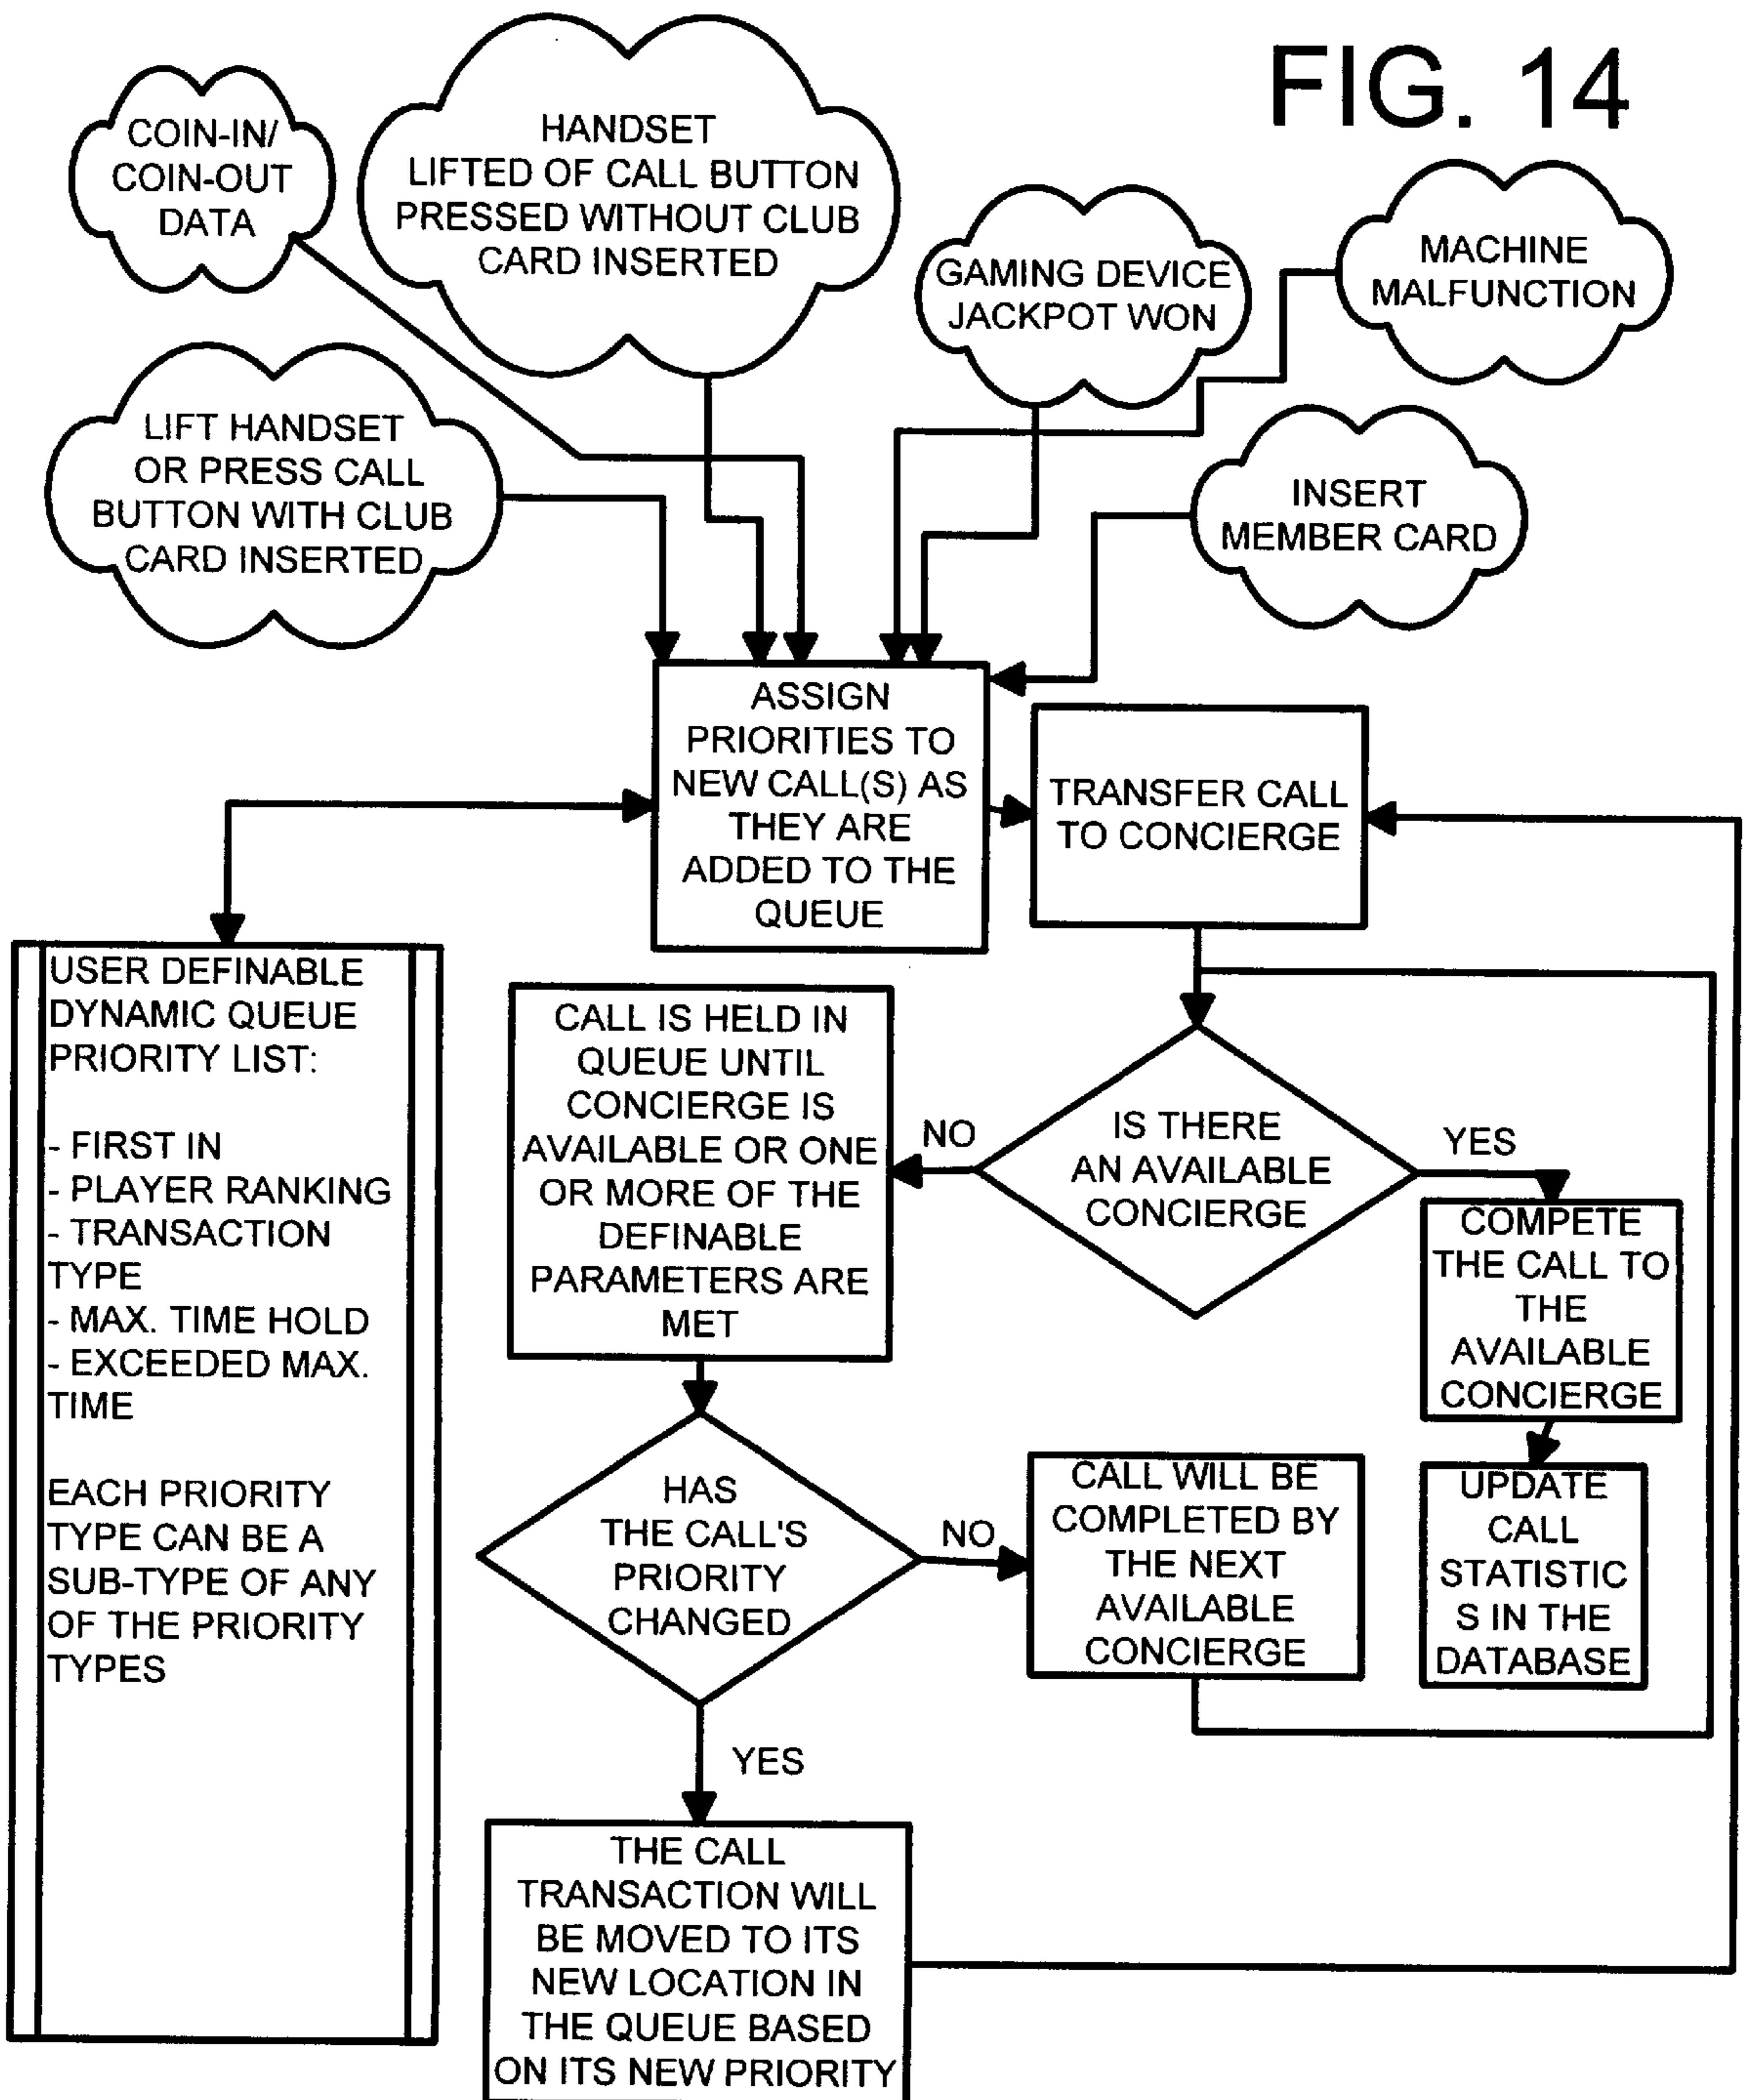 FIG. 14
COIN-IN/
COIN-OUT
DATA
HANDSET
LIFTED OF CALL BUTTON
PRESSED WITHOUT CLUB
CARD INSERTED
GAMING DEVICE
JACKPOT WON
MACHINE
MALFUNCTION
LIFT HANDSET
OR PRESS CALL
BUTTON WITH CLUB
CARD INSERTED
INSERT
MEMBER CARD
ASSIGN
PRIORITIES TO
NEW CALL(S) AS
THEY ARE
ADDED TO THE
QUEUE
TRANSFER CALL
TO CONCIERGE
USER DEFINABLE
DYNAMIC QUEUE
PRIORITY LIST:
- FIRST IN
- PLAYER RANKING
- TRANSACTION
TYPE
- MAX. TIME HOLD
- EXCEEDED MAX.
TIME
EACH PRIORITY
TYPE CAN BE A
SUB-TYPE OF ANY
OF THE PRIORITY
TYPES
CALL IS HELD IN
QUEUE UNTIL
CONCIERGE IS
AVAILABLE OR ONE
OR MORE OF THE
DEFINABLE
PARAMETERS ARE
MET
NO
IS THERE
AN AVAILABLE
CONCIERGE
YES
COMPETE
THE CALL TO
THE
AVAILABLE
CONCIERGE
HAS
THE CALL'S
PRIORITY
CHANGED
NO
CALL WILL BE
COMPLETED BY
THE NEXT
AVAILABLE
CONCIERGE
UPDATE
CALL
STATISTIC
S IN THE
DATABASE
YES
THE CALL
TRANSACTION WILL
BE MOVED TO ITS
NEW LOCATION IN
THE QUEUE BASED
ON ITS NEW PRIORITY